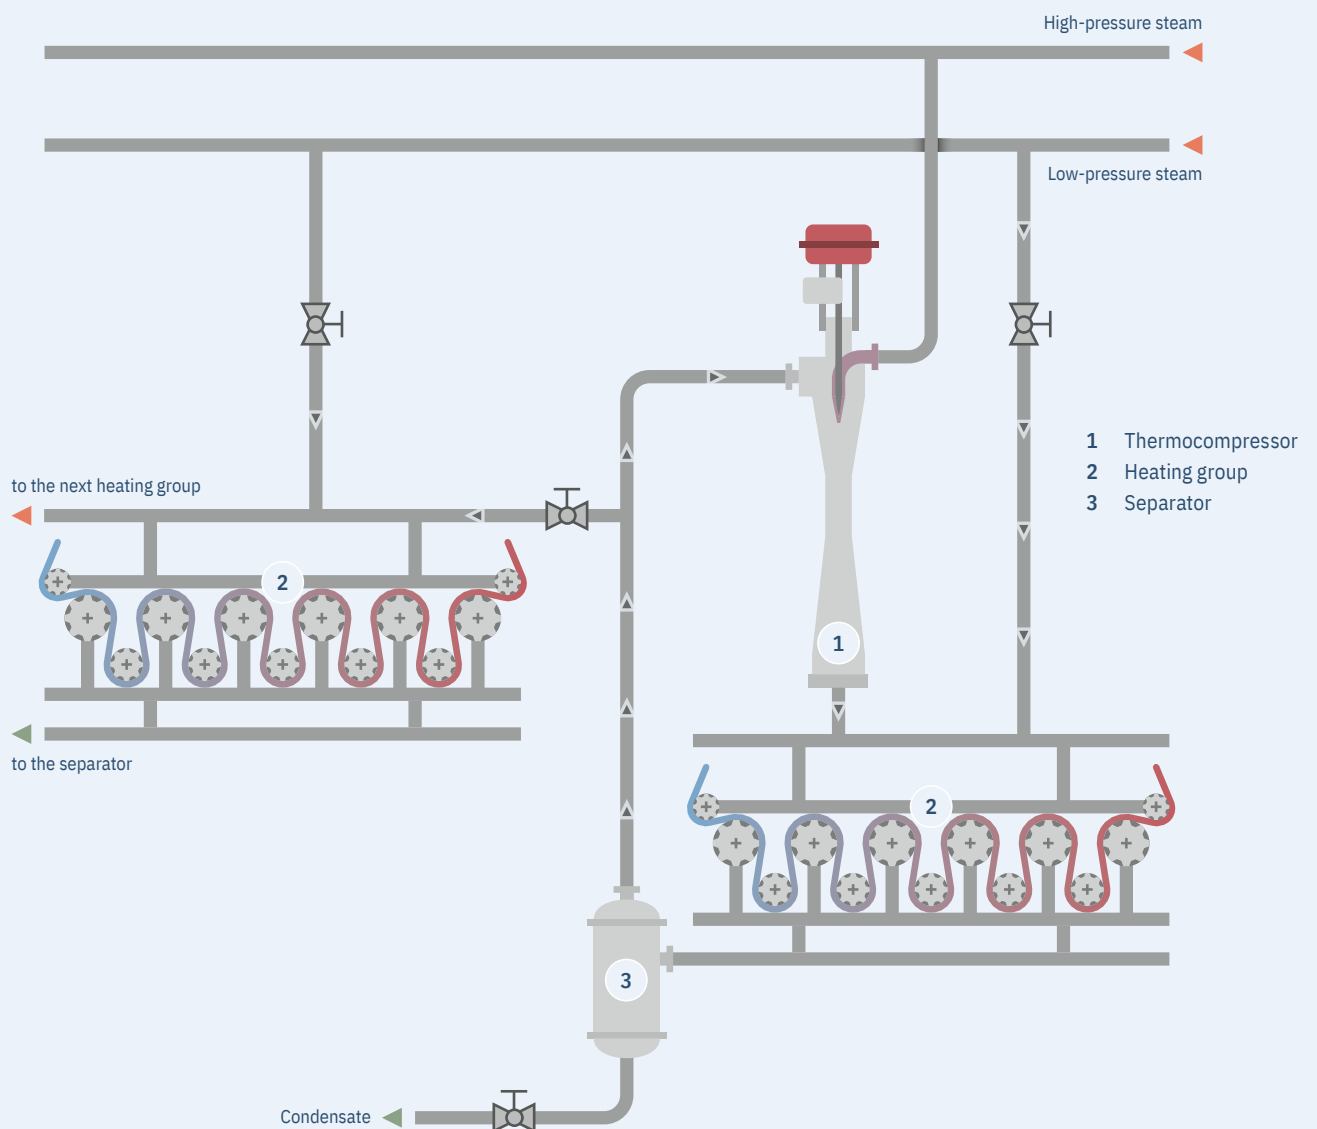 High-pressure steam
Low-pressure steam
1 Thermocompressor
2 Heating group
3 Separator
to the next heating group
2
1
to the separator
2
3
Condensate